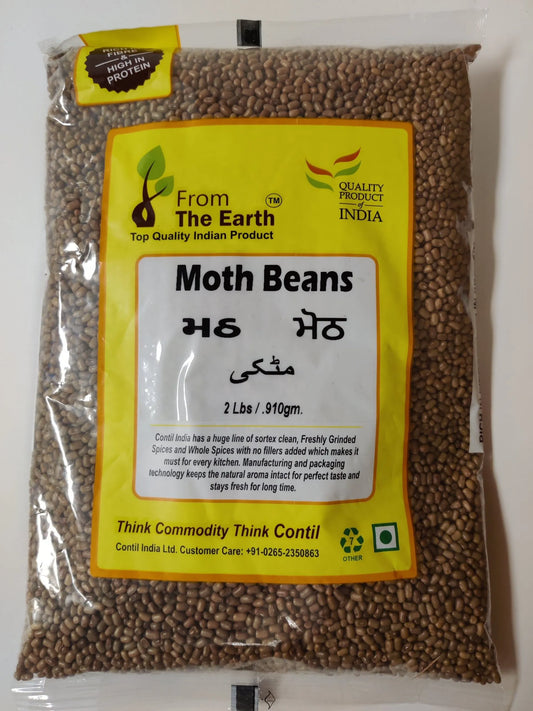 RICH IN
FIBRE
&
HIGH IN
PROTEIN
From
The Earth TM
Top Quality Indian Product
QUALITY
PRODUCT
of
INDIA
Moth Beans
મઠ ਮੋਠ
مٹکی
2 Lbs / .910gm.
Contil India has a huge line of sortex clean, Freshly Grinded
Spices and Whole Spices with no fillers added which makes it
must for every kitchen. Manufacturing and packaging
technology keeps the natural aroma intact for perfect taste and
stays fresh for long time.
Think Commodity Think Contil
Contil India Ltd. Customer Care: +91-0265-2350863
7
OTHER